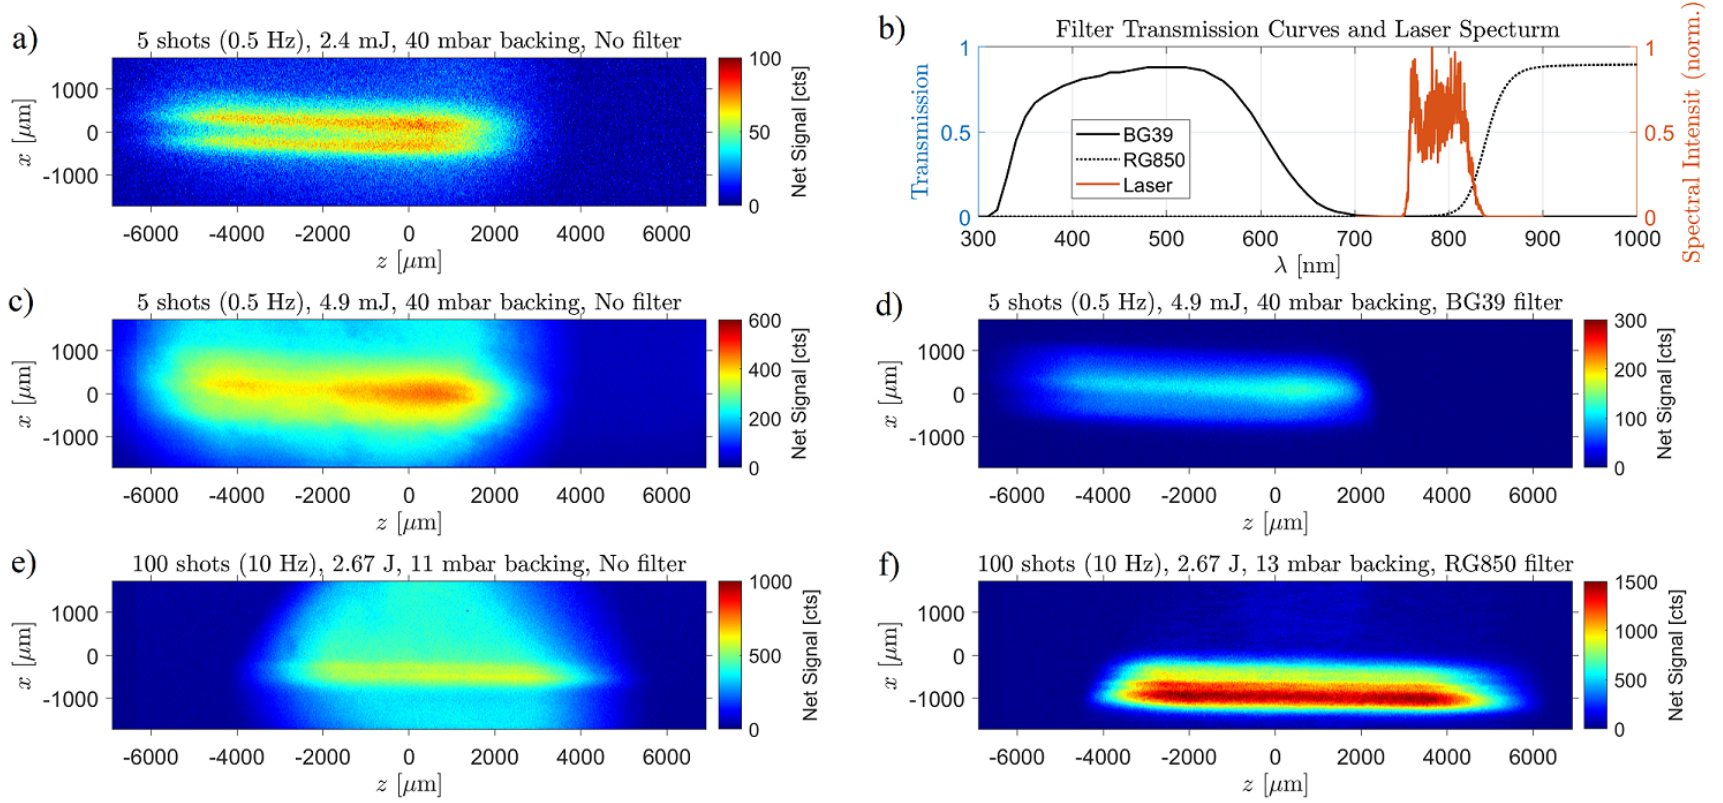 a)
5 shots (0.5 Hz), 2.4 mJ, 40 mbar backing, No filter
1000
0
-1000
x [μm]
-6000 -4000 -2000 0 2000 4000 6000
z [μm]
100
50
0
Net Signal [cts]
b)
Filter Transmission Curves and Laser Specturm
1
0.5
0
Transmission
BG39
RG850
Laser
300 400 500 600 700 800 900 1000
λ [nm]
1
0.5
0
Spectral Intensit (norm.)
c)
5 shots (0.5 Hz), 4.9 mJ, 40 mbar backing, No filter
1000
0
-1000
x [μm]
-6000 -4000 -2000 0 2000 4000 6000
z [μm]
600
400
200
0
Net Signal [cts]
d)
5 shots (0.5 Hz), 4.9 mJ, 40 mbar backing, BG39 filter
1000
0
-1000
x [μm]
-6000 -4000 -2000 0 2000 4000 6000
z [μm]
300
200
100
0
Net Signal [cts]
e)
100 shots (10 Hz), 2.67 J, 11 mbar backing, No filter
1000
0
-1000
x [μm]
-6000 -4000 -2000 0 2000 4000 6000
z [μm]
1000
500
0
Net Signal [cts]
f)
100 shots (10 Hz), 2.67 J, 13 mbar backing, RG850 filter
1000
0
-1000
x [μm]
-6000 -4000 -2000 0 2000 4000 6000
z [μm]
1500
1000
500
0
Net Signal [cts]